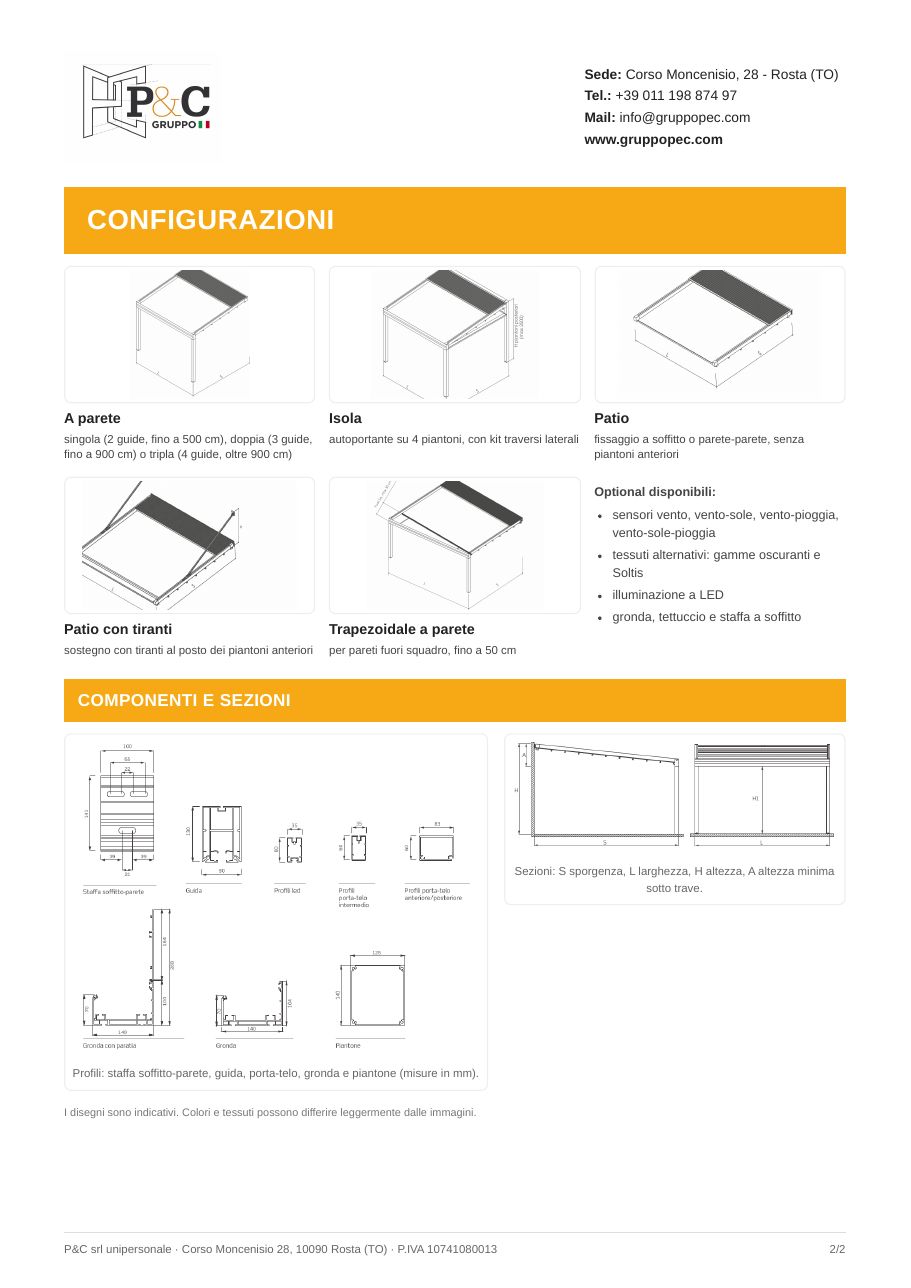 P&C
GRUPPO
Sede: Corso Moncenisio, 28 - Rosta (TO)
Tel.: +39 011 198 874 97
Mail: info@gruppopec.com
www.gruppopec.com
CONFIGURAZIONI
A parete
singola (2 guide, fino a 500 cm), doppia (3 guide,
fino a 900 cm) o tripla (4 guide, oltre 900 cm)
Isola
autoportante su 4 piantoni, con kit traversi laterali
Patio
fissaggio a soffitto o parete-parete, senza
piantoni anteriori
Patio con tiranti
sostegno con tiranti al posto dei piantoni anteriori
Trapezoidale a parete
per pareti fuori squadro, fino a 50 cm
Optional disponibili:
• sensori vento, vento-sole, vento-pioggia,
vento-sole-pioggia
• tessuti alternativi: gamme oscuranti e
Soltis
• illuminazione a LED
• gronda, tettuccio e staffa a soffitto
COMPONENTI E SEZIONI
100
Staffa soffitto-parete
130
80
Guida
35
Profili led
35
Profili
porta-telo
intermedio
83
60
Profili porta-telo
anteriore/posteriore
140
Gronda con paratia
140
Gronda
140
Piantone
Profili: staffa soffitto-parete, guida, porta-telo, gronda e piantone (misure in mm).
A
H
S
H1
L
Sezioni: S sporgenza, L larghezza, H altezza, A altezza minima
sotto trave.
I disegni sono indicativi. Colori e tessuti possono differire leggermente dalle immagini.
P&C srl unipersonale · Corso Moncenisio 28, 10090 Rosta (TO) · P.IVA 10741080013
2/2